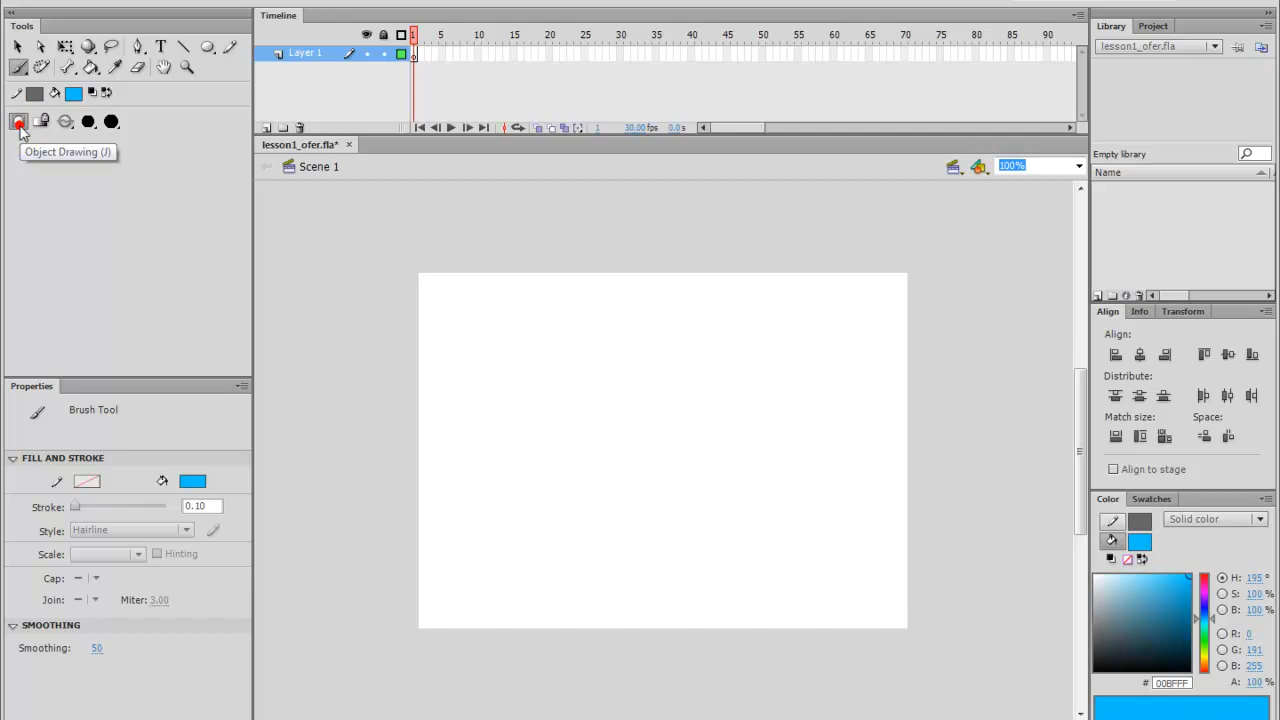 Tools
Timeline
Library
Project
1
5
10
15
20
25
30
35
40
45
50
55
60
65
70
75
80
85
90
lesson1_ofer.fla
Layer 1
1
30.00 fps
0.0 s
lesson1_ofer.fla*
Object Drawing (J)
Empty library
Scene 1
100%
Name
Align
Info
Transform
Align:
Distribute:
Properties
Brush Tool
Match size:
Space:
FILL AND STROKE
Align to stage
Stroke:
0.10
Color
Swatches
Style:
Hairline
Solid color
Scale:
Hinting
Cap:
H: 195 °
Join:
Miter: 3.00
S: 100 %
B: 100 %
SMOOTHING
R: 0
Smoothing: 50
G: 191
B: 255
# 00BFFF
A: 100 %